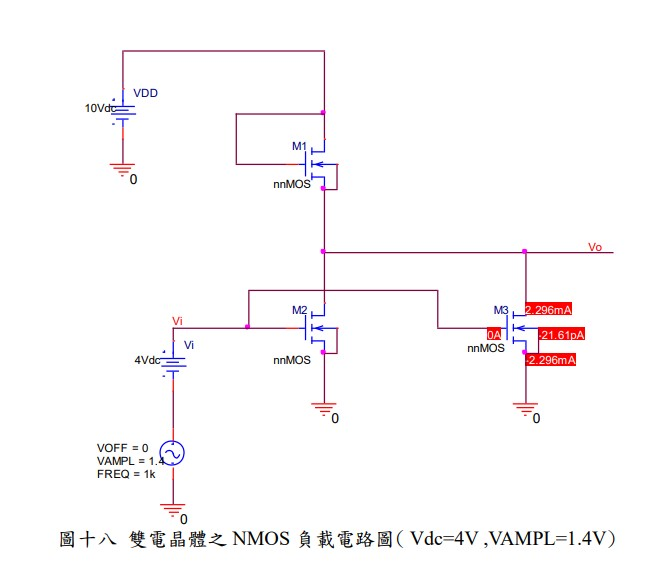 VDD
10Vdc
0
M1
nnMOS
Vo
M2
nnMOS
0
M3
2.296mA
0A
-21.61pA
nnMOS
-2.296mA
0
Vi
Vi
4Vdc
VOFF = 0
VAMPL = 1.4
FREQ = 1k
0
圖十八 雙電晶體之 NMOS 負載電路圖( Vdc=4V ,VAMPL=1.4V)